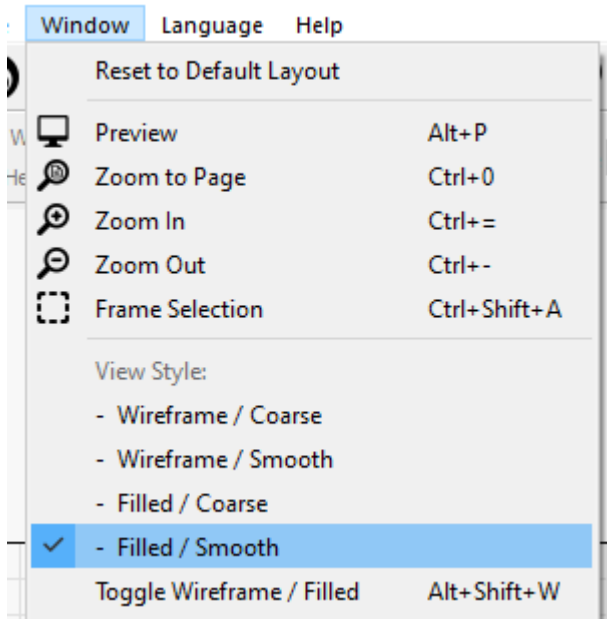 Window Language Help
Reset to Default Layout
Preview Alt+P
Zoom to Page Ctrl+0
Zoom In Ctrl+=
Zoom Out Ctrl+-
Frame Selection Ctrl+Shift+A
View Style:
- Wireframe / Coarse
- Wireframe / Smooth
- Filled / Coarse
- Filled / Smooth
Toggle Wireframe / Filled Alt+Shift+W